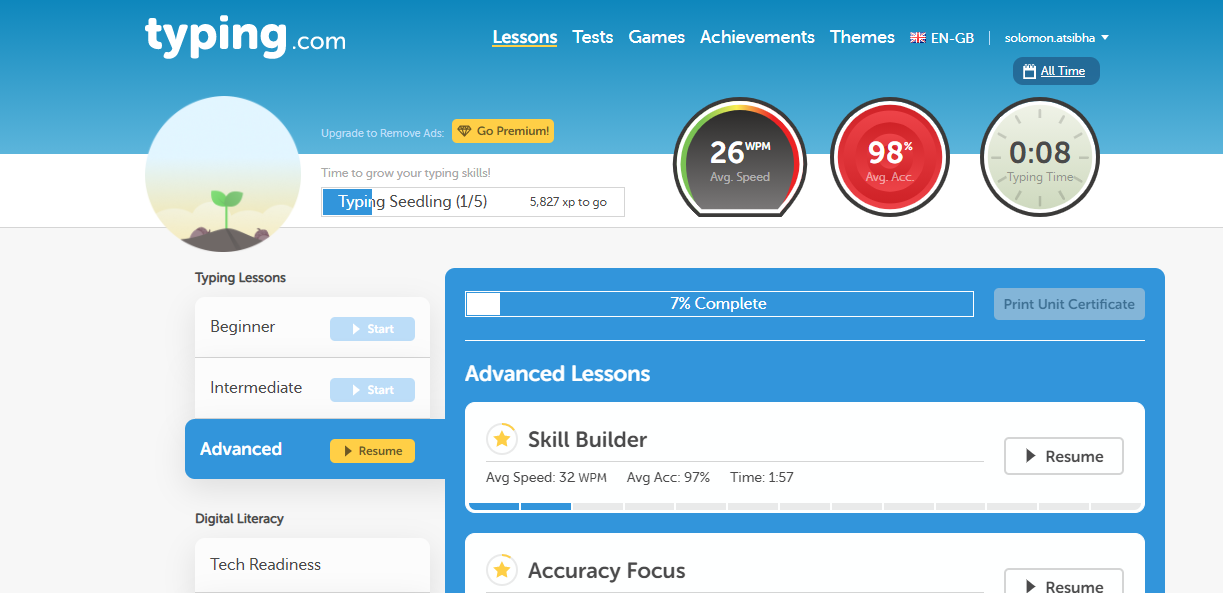 typing.com
Lessons Tests Games Achievements Themes EN-GB solomon.atsibha
All Time
Upgrade to Remove Ads: Go Premium!
Time to grow your typing skills!
Typing Seedling (1/5) 5,827 xp to go
26 WPM
Avg. Speed
98%
Avg. Acc.
0:08
Typing Time
Typing Lessons
Beginner Start
Intermediate Start
Advanced Resume
Digital Literacy
Tech Readiness
7% Complete Print Unit Certificate
Advanced Lessons
Skill Builder
Resume
Avg Speed: 32 WPM Avg Acc: 97% Time: 1:57
Accuracy Focus
Resume